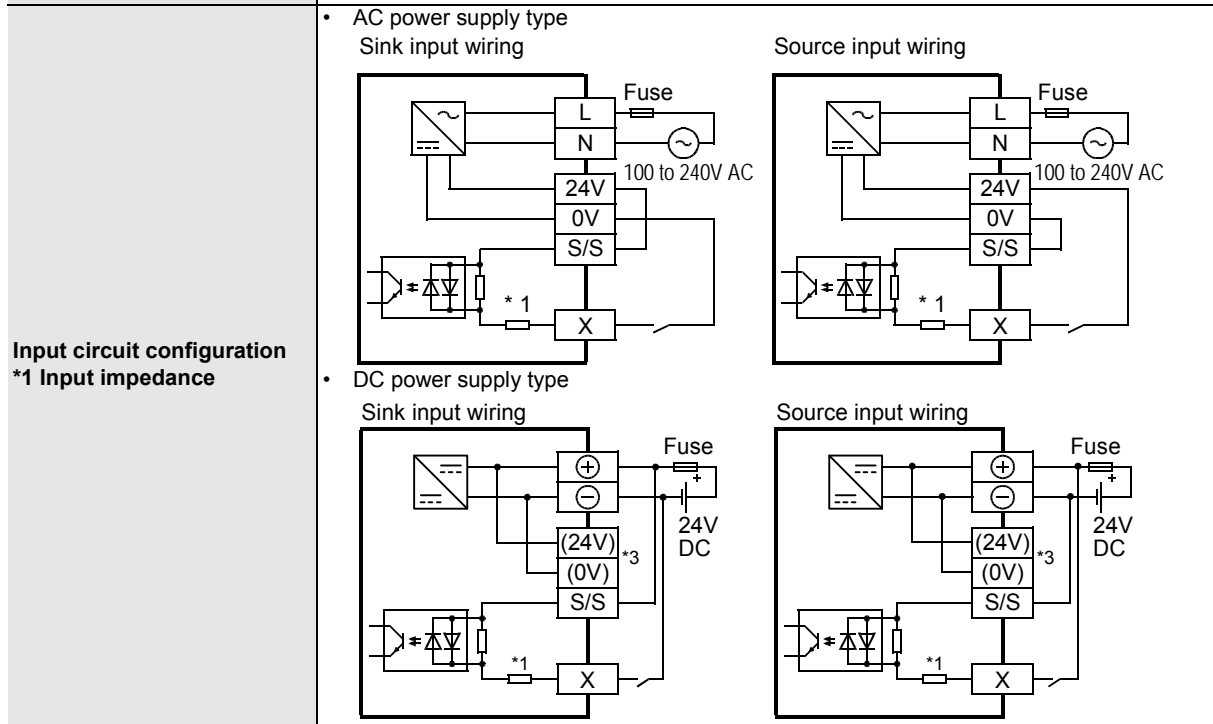 • AC power supply type
Sink input wiring
Source input wiring
Fuse
L
N
100 to 240V AC
24V
0V
S/S
* 1
X
Fuse
L
N
100 to 240V AC
24V
0V
S/S
* 1
X
Input circuit configuration
*1 Input impedance
• DC power supply type
Sink input wiring
Source input wiring
Fuse
+
+
−
24V
DC
(24V)
*3
(0V)
S/S
*1
X
Fuse
+
+
−
24V
DC
(24V)
*3
(0V)
S/S
*1
X